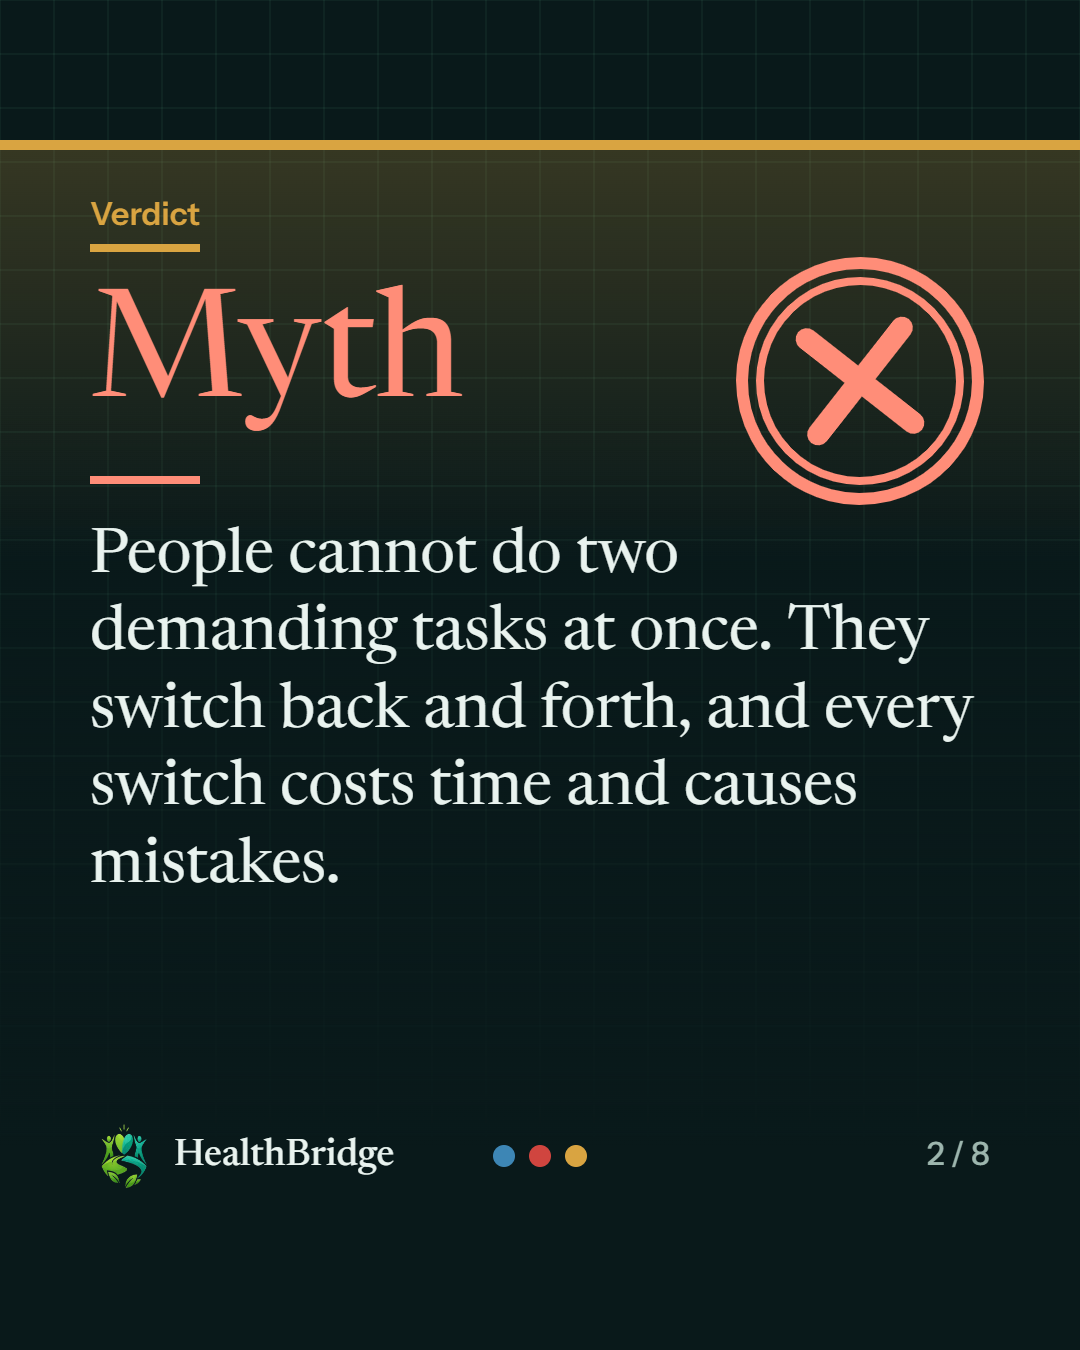 Verdict
Myth
People cannot do two
demanding tasks at once. They
switch back and forth, and every
switch costs time and causes
mistakes.
HealthBridge
2 / 8